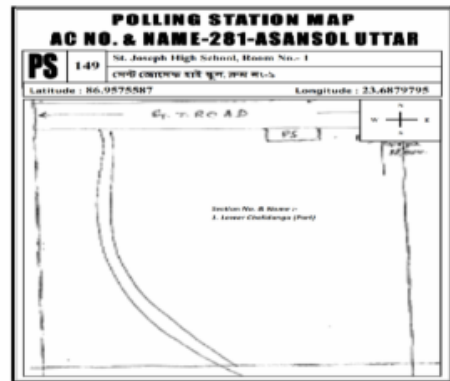 POLLING STATION MAP
AC NO. & NAME-281-ASANSOL UTTAR
PS
149
St. Joseph High School, Room No.- 1
সেন্ট জোসেফ হাই স্কুল, রুম নং-১
Latitude : 86.9575587
Longitude : 23.6879795
G. T. ROAD
PS
N
W
E
S
Section No. & Name :-
1. Lower Chelidanga (Part)